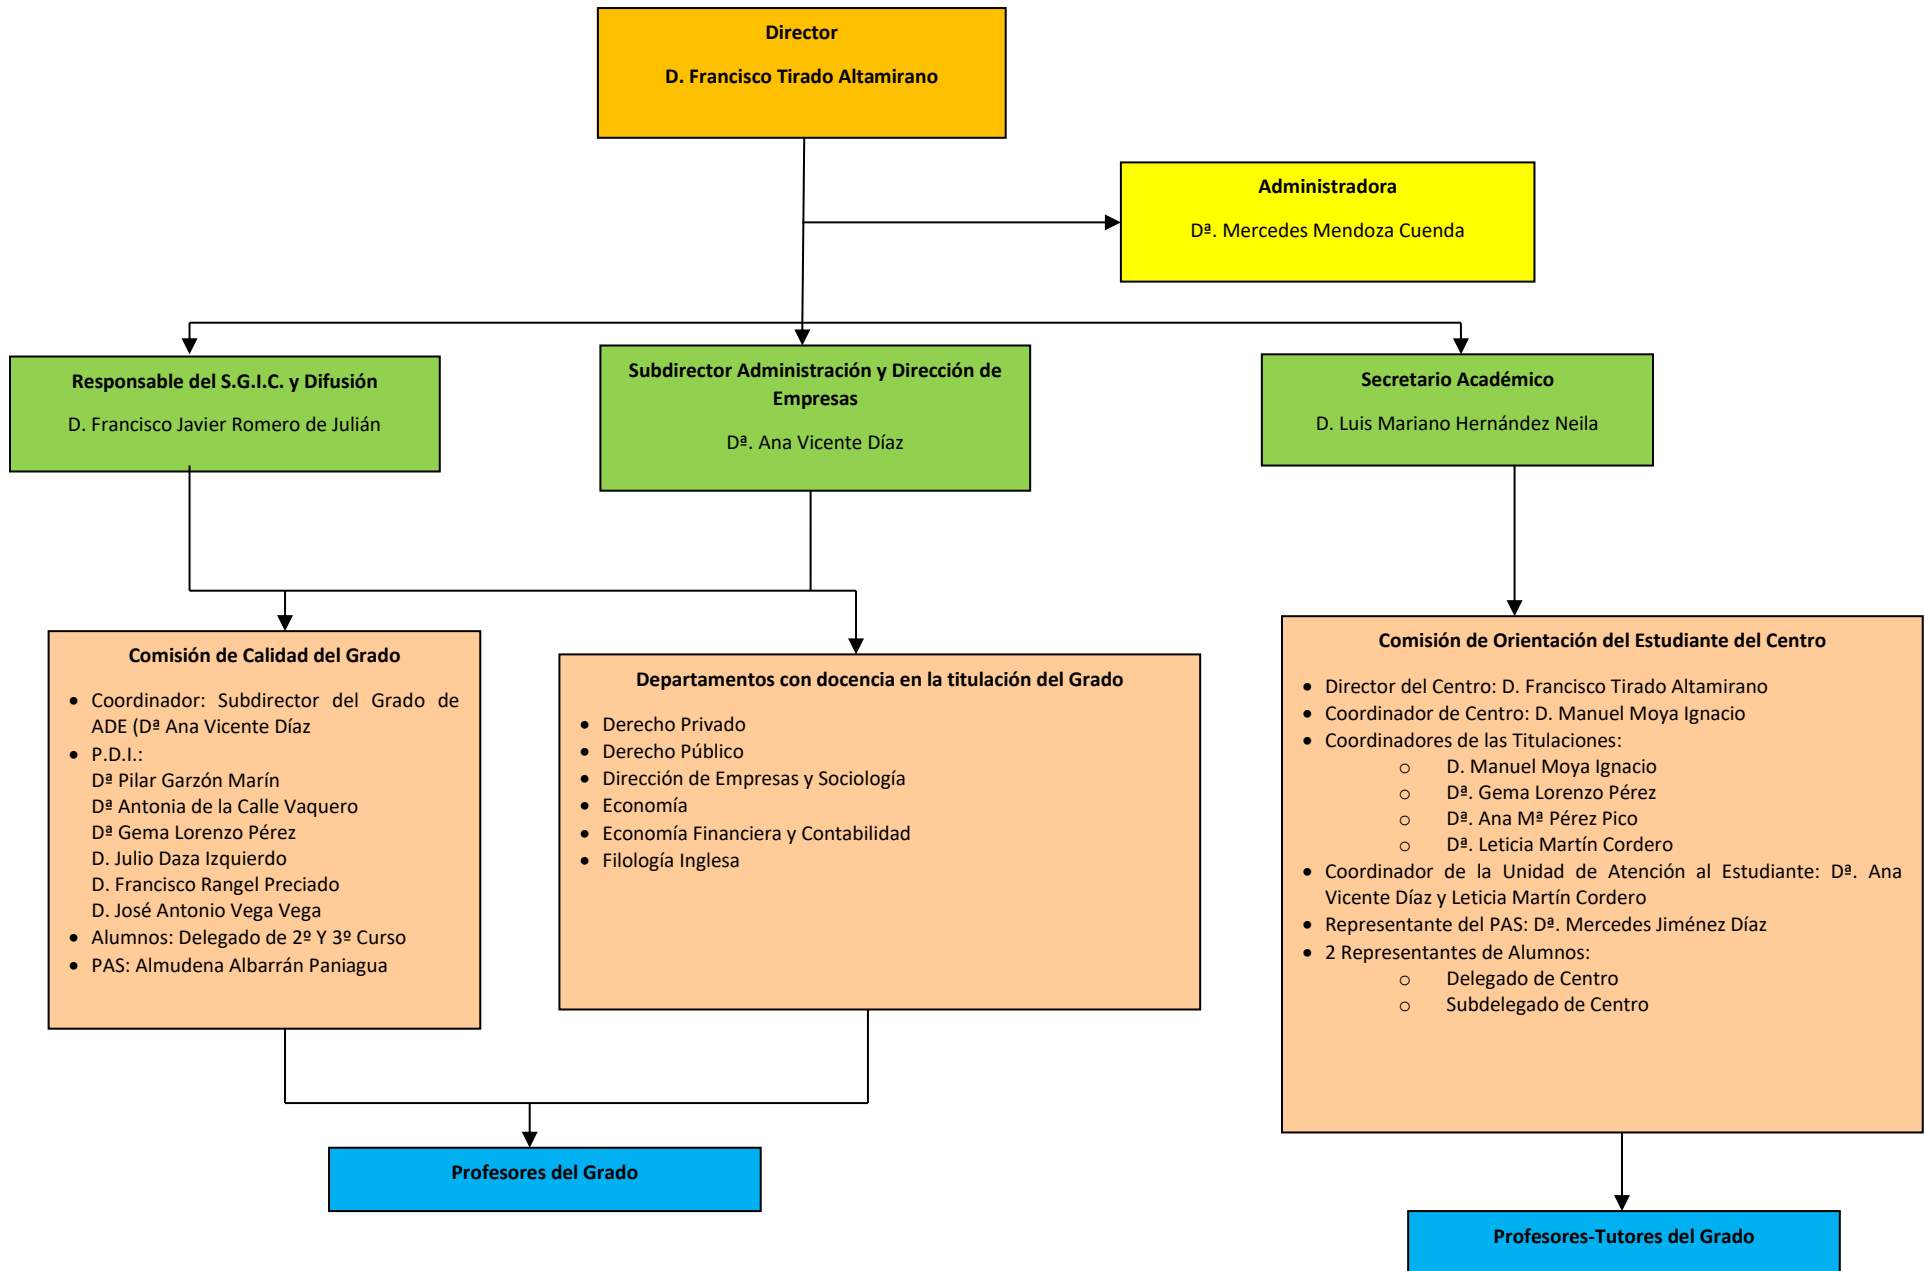 Director
D. Francisco Tirado Altamirano
Administradora
Dª. Mercedes Mendoza Cuenda
Responsable del S.G.I.C. y Difusión
D. Francisco Javier Romero de Julián
Subdirector Administración y Dirección de
Empresas
Dª. Ana Vicente Díaz
Secretario Académico
D. Luis Mariano Hernández Neila
Comisión de Calidad del Grado
• Coordinador: Subdirector del Grado de
ADE (Dª Ana Vicente Díaz
• P.D.I.:
Dª Pilar Garzón Marín
Dª Antonia de la Calle Vaquero
Dª Gema Lorenzo Pérez
D. Julio Daza Izquierdo
D. Francisco Rangel Preciado
D. José Antonio Vega Vega
• Alumnos: Delegado de 2º Y 3º Curso
• PAS: Almudena Albarrán Paniagua
Departamentos con docencia en la titulación del Grado
• Derecho Privado
• Derecho Público
• Dirección de Empresas y Sociología
• Economía
• Economía Financiera y Contabilidad
• Filología Inglesa
Comisión de Orientación del Estudiante del Centro
• Director del Centro: D. Francisco Tirado Altamirano
• Coordinador de Centro: D. Manuel Moya Ignacio
• Coordinadores de las Titulaciones:
o D. Manuel Moya Ignacio
o Dª. Gema Lorenzo Pérez
o Dª. Ana Mª Pérez Pico
o Dª. Leticia Martín Cordero
• Coordinador de la Unidad de Atención al Estudiante: Dª. Ana
Vicente Díaz y Leticia Martín Cordero
• Representante del PAS: Dª. Mercedes Jiménez Díaz
• 2 Representantes de Alumnos:
o Delegado de Centro
o Subdelegado de Centro
Profesores del Grado
Profesores-Tutores del Grado